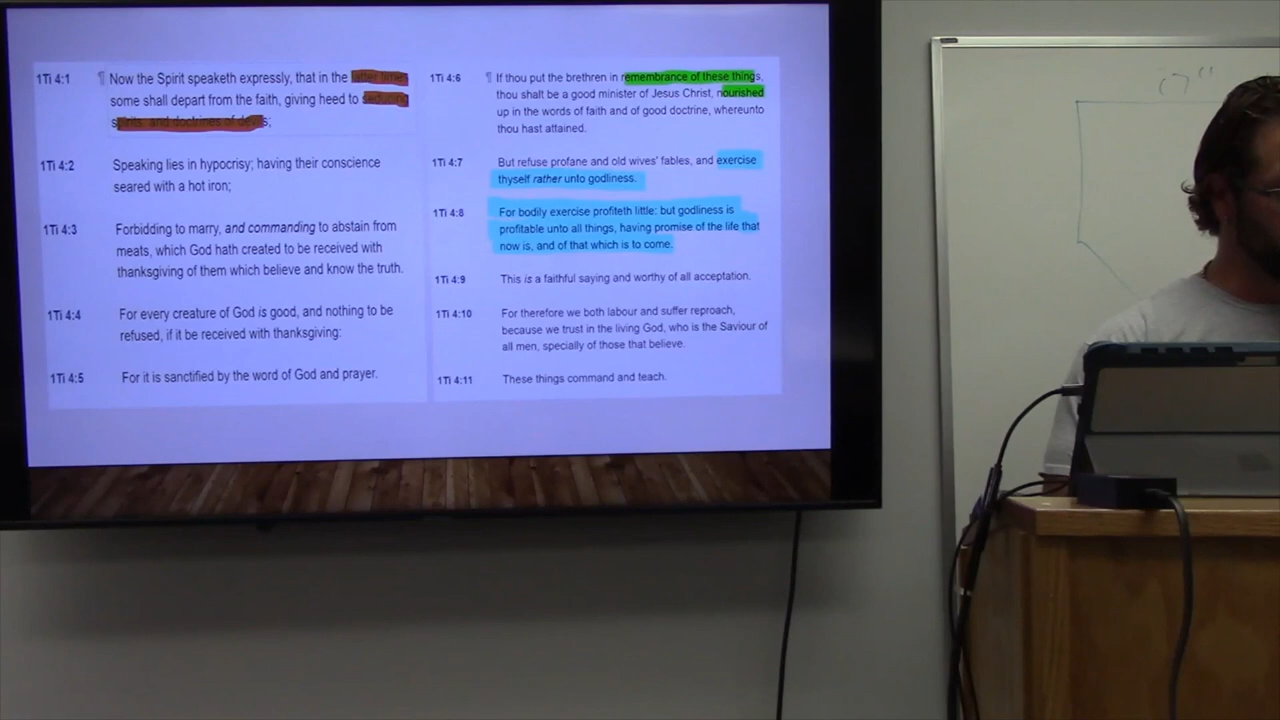 1Ti 4:1 ¶ Now the Spirit speaketh expressly, that in the latter times
some shall depart from the faith, giving heed to seducing
spirits, and doctrines of devils;
1Ti 4:2 Speaking lies in hypocrisy; having their conscience
seared with a hot iron;
1Ti 4:3 Forbidding to marry, and commanding to abstain from
meats, which God hath created to be received with
thanksgiving of them which believe and know the truth.
1Ti 4:4 For every creature of God is good, and nothing to be
refused, if it be received with thanksgiving:
1Ti 4:5 For it is sanctified by the word of God and prayer.
1Ti 4:6 ¶ If thou put the brethren in remembrance of these things,
thou shalt be a good minister of Jesus Christ, nourished
up in the words of faith and of good doctrine, whereunto
thou hast attained.
1Ti 4:7 But refuse profane and old wives' fables, and exercise
thyself rather unto godliness.
1Ti 4:8 For bodily exercise profiteth little: but godliness is
profitable unto all things, having promise of the life that
now is, and of that which is to come.
1Ti 4:9 This is a faithful saying and worthy of all acceptation.
1Ti 4:10 For therefore we both labour and suffer reproach,
because we trust in the living God, who is the Saviour of
all men, specially of those that believe.
1Ti 4:11 These things command and teach.